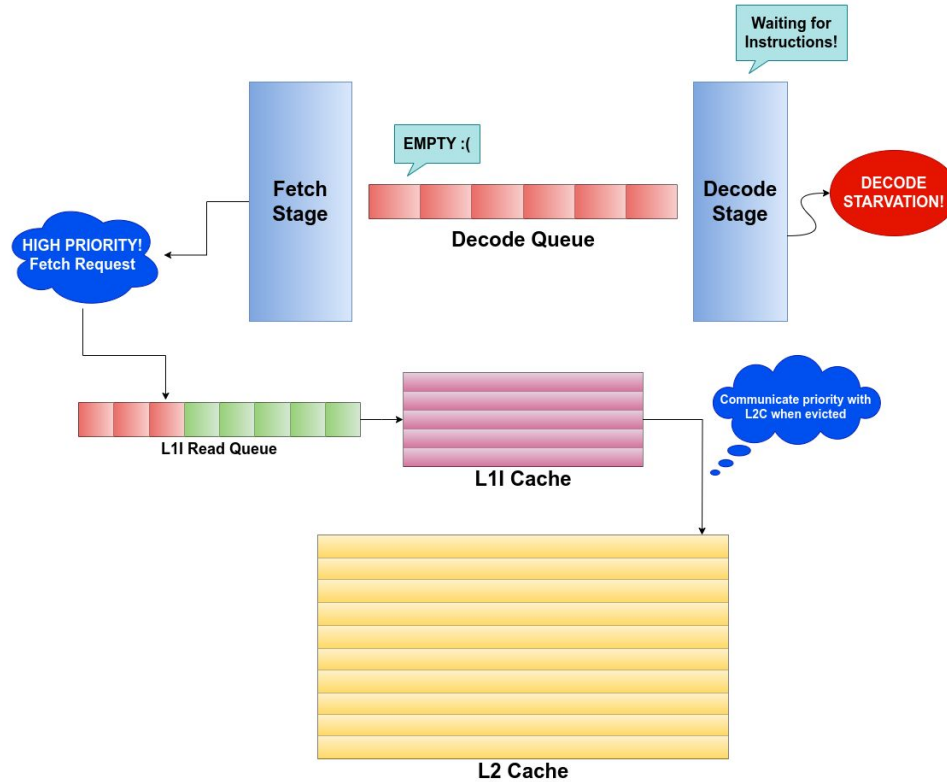 Waiting for
Instructions!
EMPTY :(
Fetch
Stage
Decode
Stage
DECODE
STARVATION!
Decode Queue
HIGH PRIORITY!
Fetch Request
Communicate priority with
L2C when evicted
L1I Read Queue
L1I Cache
L2 Cache